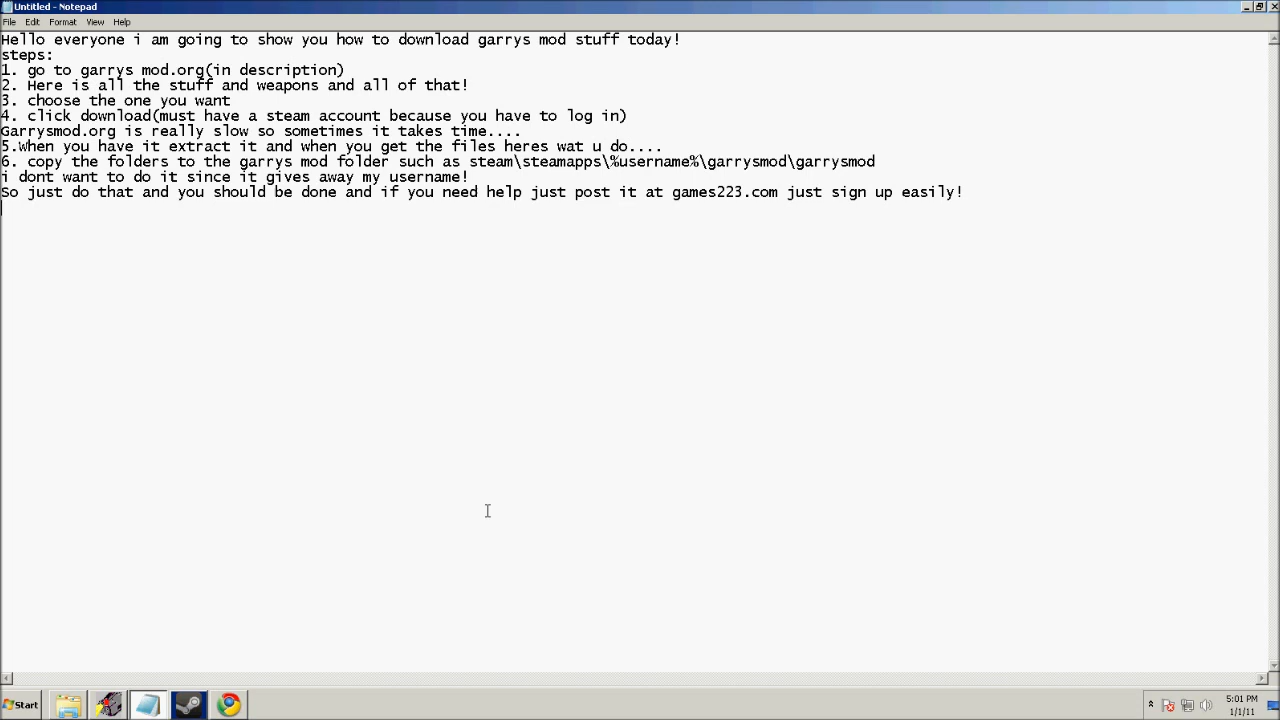 Untitled - Notepad
File Edit Format View Help
Hello everyone i am going to show you how to download garrys mod stuff today!
steps:
1. go to garrys mod.org(in description)
2. Here is all the stuff and weapons and all of that!
3. choose the one you want
4. click download(must have a steam account because you have to log in)
Garrysmod.org is really slow so sometimes it takes time....
5.when you have it extract it and when you get the files heres wat u do....
6. copy the folders to the garrys mod folder such as steam\steamapps\%username%\garrysmod\garrysmod
i dont want to do it since it gives away my username!
So just do that and you should be done and if you need help just post it at games223.com just sign up easily!
Start
5:01 PM
1/1/11